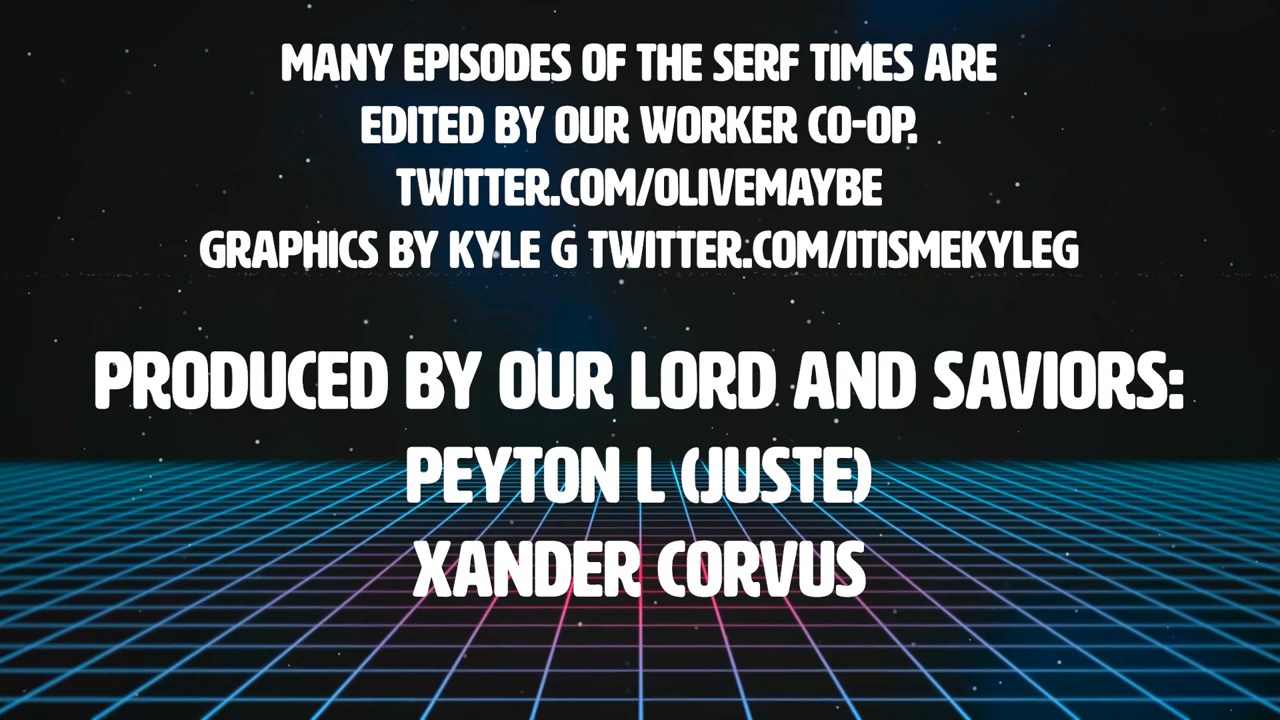 MANY EPISODES OF THE SERF TIMES ARE
EDITED BY OUR WORKER CO-OP.
TWITTER.COM/OLIVEMAYBE
GRAPHICS BY KYLE G TWITTER.COM/ITISMEKYLEG
PRODUCED BY OUR LORD AND SAVIORS:
PEYTON L (JUSTE)
XANDER CORVUS